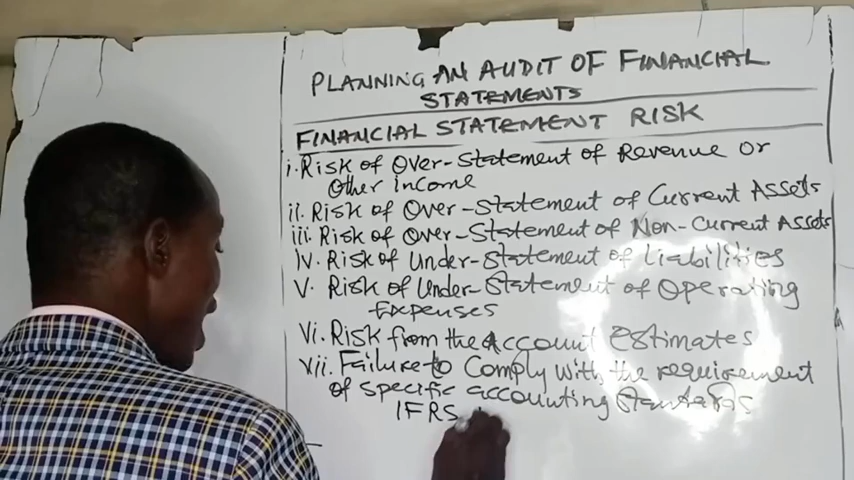 PLANNING AN AUDIT OF FINANCIAL
STATEMENTS
FINANCIAL STATEMENT RISK
i. Risk of Over-Statement of Revenue Or
Other income
ii. Risk of Over-Statement of Current Assets
iii. Risk of Over-Statement of Non-Current Assets
iv. Risk of Under-Statement of Liabilities
v. Risk of Under-Statement of Operating
Expenses
vi. Risk from the Account Estimates
vii. Failure to Comply with the requirement
of specific accounting Standards
IFRS